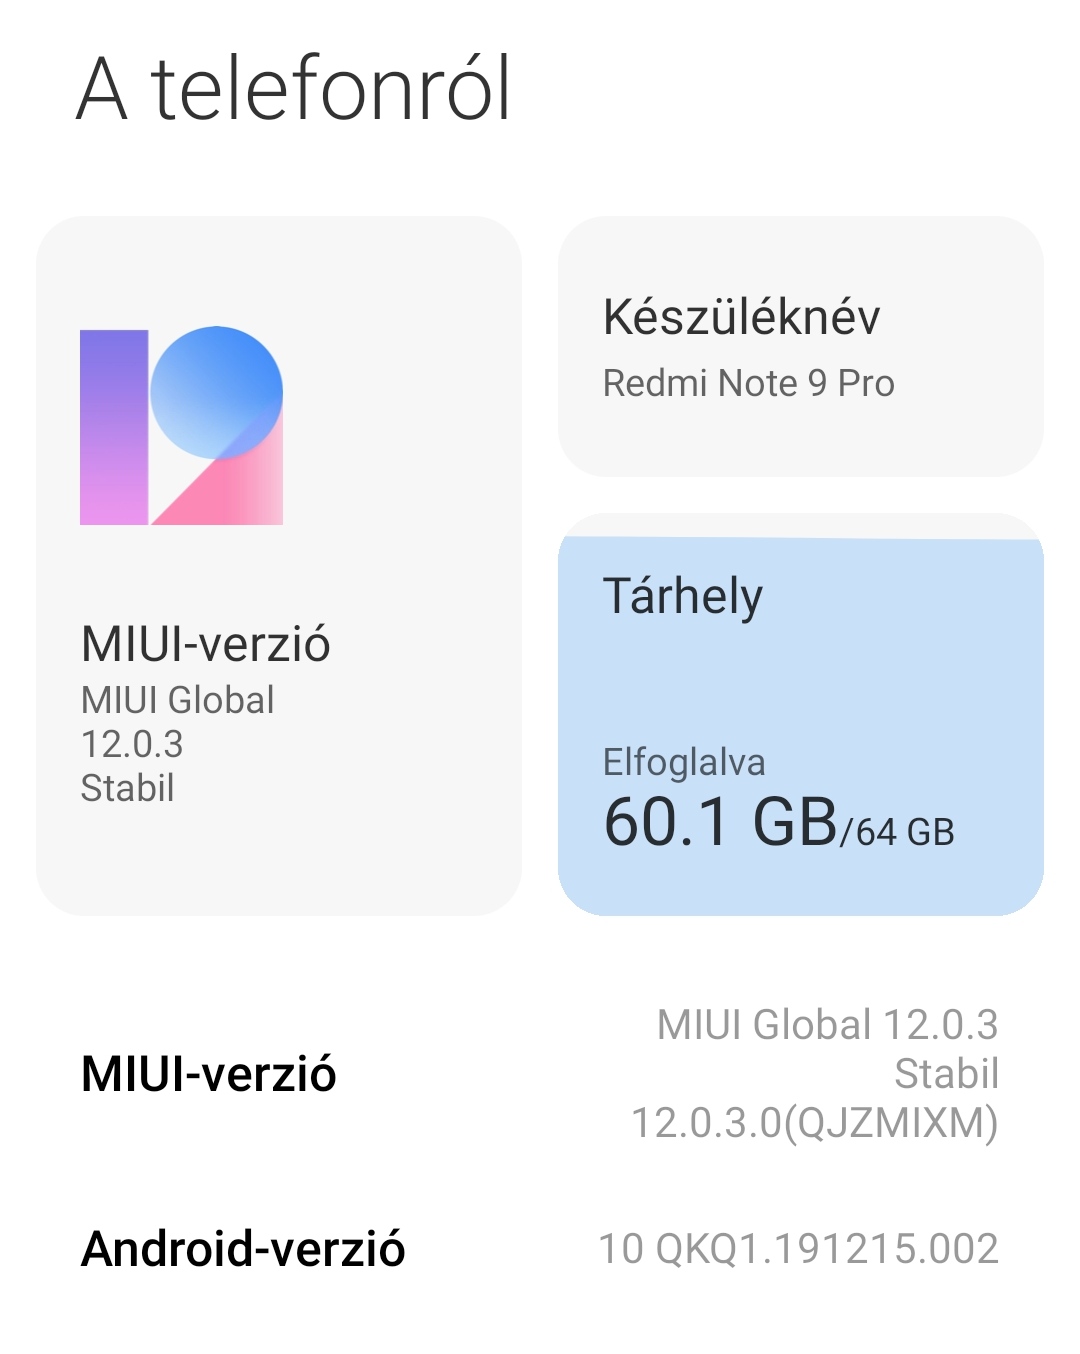 A telefonról
MIUI-verzió
MIUI Global
12.0.3
Stabil
Készüléknév
Redmi Note 9 Pro
Tárhely
Elfoglalva
60.1 GB/64 GB
MIUI-verzió
MIUI Global 12.0.3
Stabil
12.0.3.0(QJZMIXM)
Android-verzió
10 QKQ1.191215.002